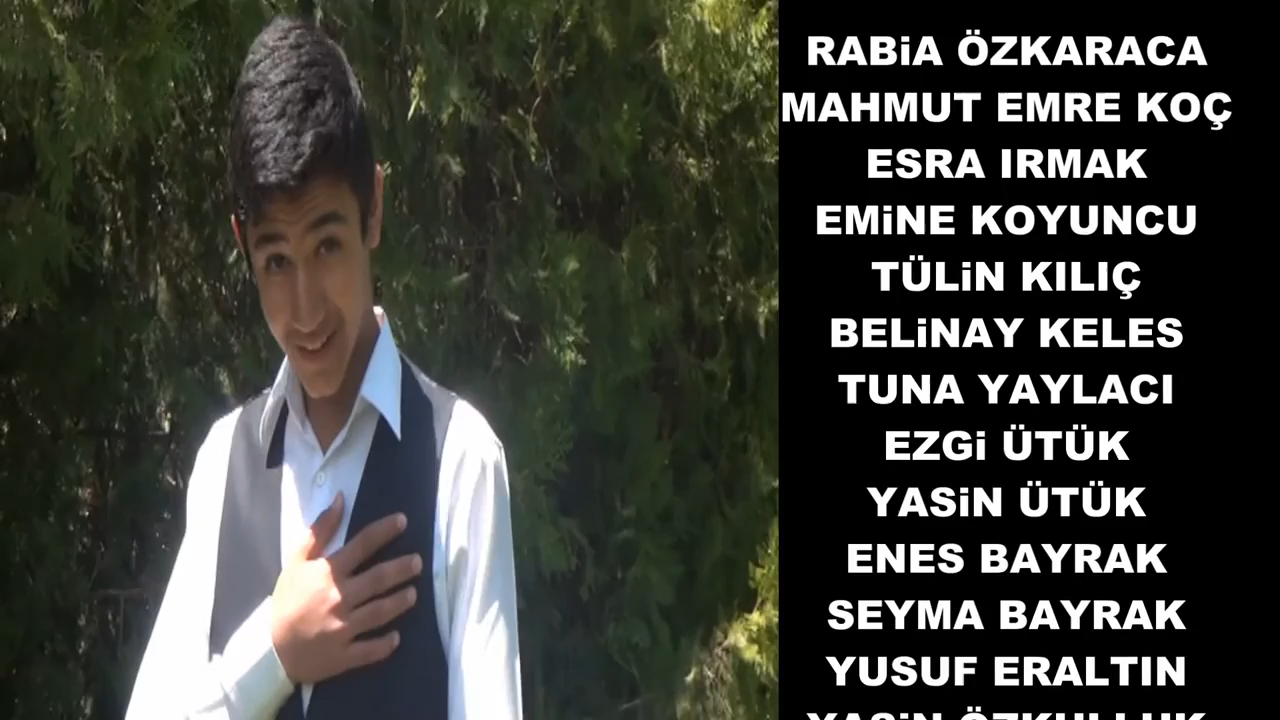 RABiA ÖZKARACA
MAHMUT EMRE KOÇ
ESRA IRMAK
EMiNE KOYUNCU
TÜLiN KILIÇ
BELiNAY KELES
TUNA YAYLACI
EZGi ÜTÜK
YASiN ÜTÜK
ENES BAYRAK
SEYMA BAYRAK
YUSUF ERALTIN
YASiN